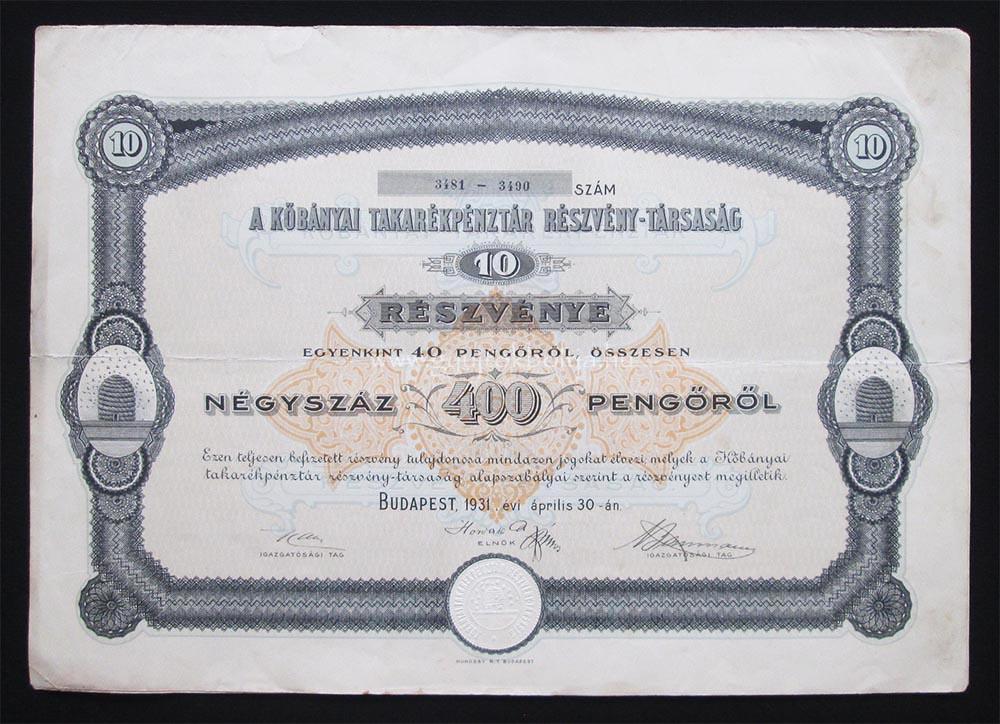 10
10
3481 – 3490 SZÁM
A KŐBÁNYAI TAKARÉKPÉNZTÁR RÉSZVÉNY-TÁRSASÁG
10
RÉSZVÉNYE
EGYENKINT 40 PENGŐRŐL, ÖSSZESEN
NÉGYSZÁZ 400 PENGŐRŐL
Ezen teljesen befizetett részvény tulajdonosa mindazon jogokat élvezi melyek a Kőbányai
takarékpénztár részvény-társaság alapszabályai szerint a részvényest megilletik.
BUDAPEST, 1931. évi április 30-án.
ELNÖK
IGAZGATÓSÁGI TAG
IGAZGATÓSÁGI TAG
HUNGÁRIA R.T. BUDAPEST